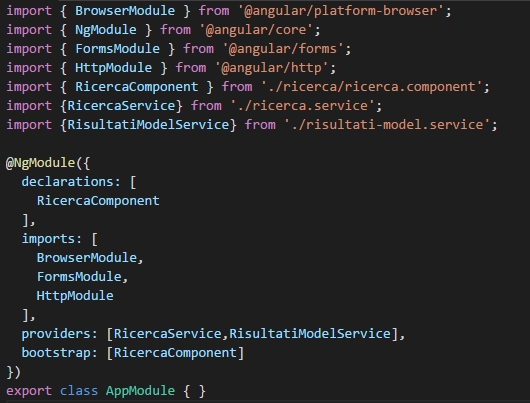 import { BrowserModule } from '@angular/platform-browser';
import { NgModule } from '@angular/core';
import { FormsModule } from '@angular/forms';
import { HttpModule } from '@angular/http';
import { RicercaComponent } from './ricerca/ricerca.component';
import {RicercaService} from './ricerca.service';
import {RisultatiModelService} from './risultati-model.service';

@NgModule({
  declarations: [
    RicercaComponent
  ],
  imports: [
    BrowserModule,
    FormsModule,
    HttpModule
  ],
  providers: [RicercaService,RisultatiModelService],
  bootstrap: [RicercaComponent]
})
export class AppModule { }